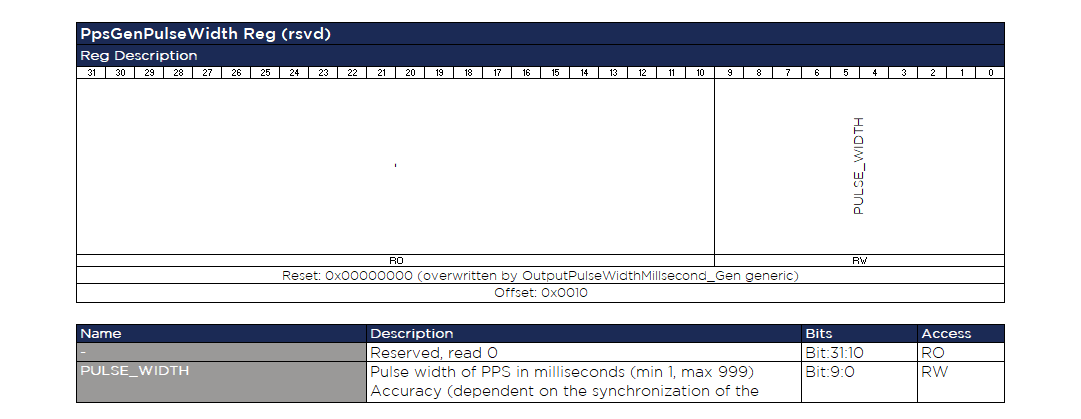 PpsGenPulseWidth Reg (rsvd)
Reg Description
31 30 29 28 27 26 25 24 23 22 21 20 19 18 17 16 15 14 13 12 11 10 9 8 7 6 5 4 3 2 1 0
PULSE_WIDTH
RO RW
Reset: 0x00000000 (overwritten by OutputPulseWidthMillsecond_Gen generic)
Offset: 0x0010
Name Description Bits Access
- Reserved, read 0 Bit:31:10 RO
PULSE_WIDTH Pulse width of PPS in milliseconds (min 1, max 999) Bit:9:0 RW
Accuracy (dependent on the synchronization of the